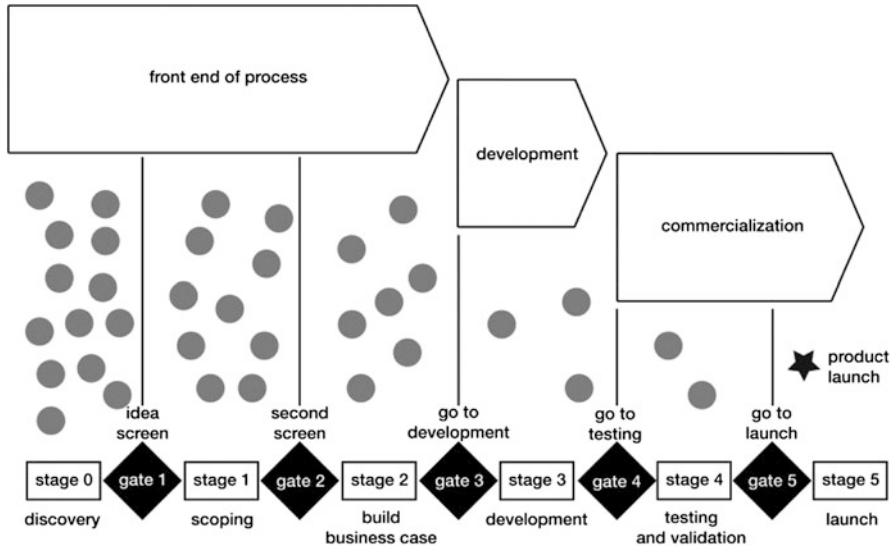 front end of process
development
commercialization
product
launch
idea
screen
second
screen
go to
development
go to
testing
go to
launch
stage 0
gate 1
stage 1
gate 2
stage 2
gate 3
stage 3
gate 4
stage 4
gate 5
stage 5
discovery
scoping
build
business case
development
testing
and validation
launch